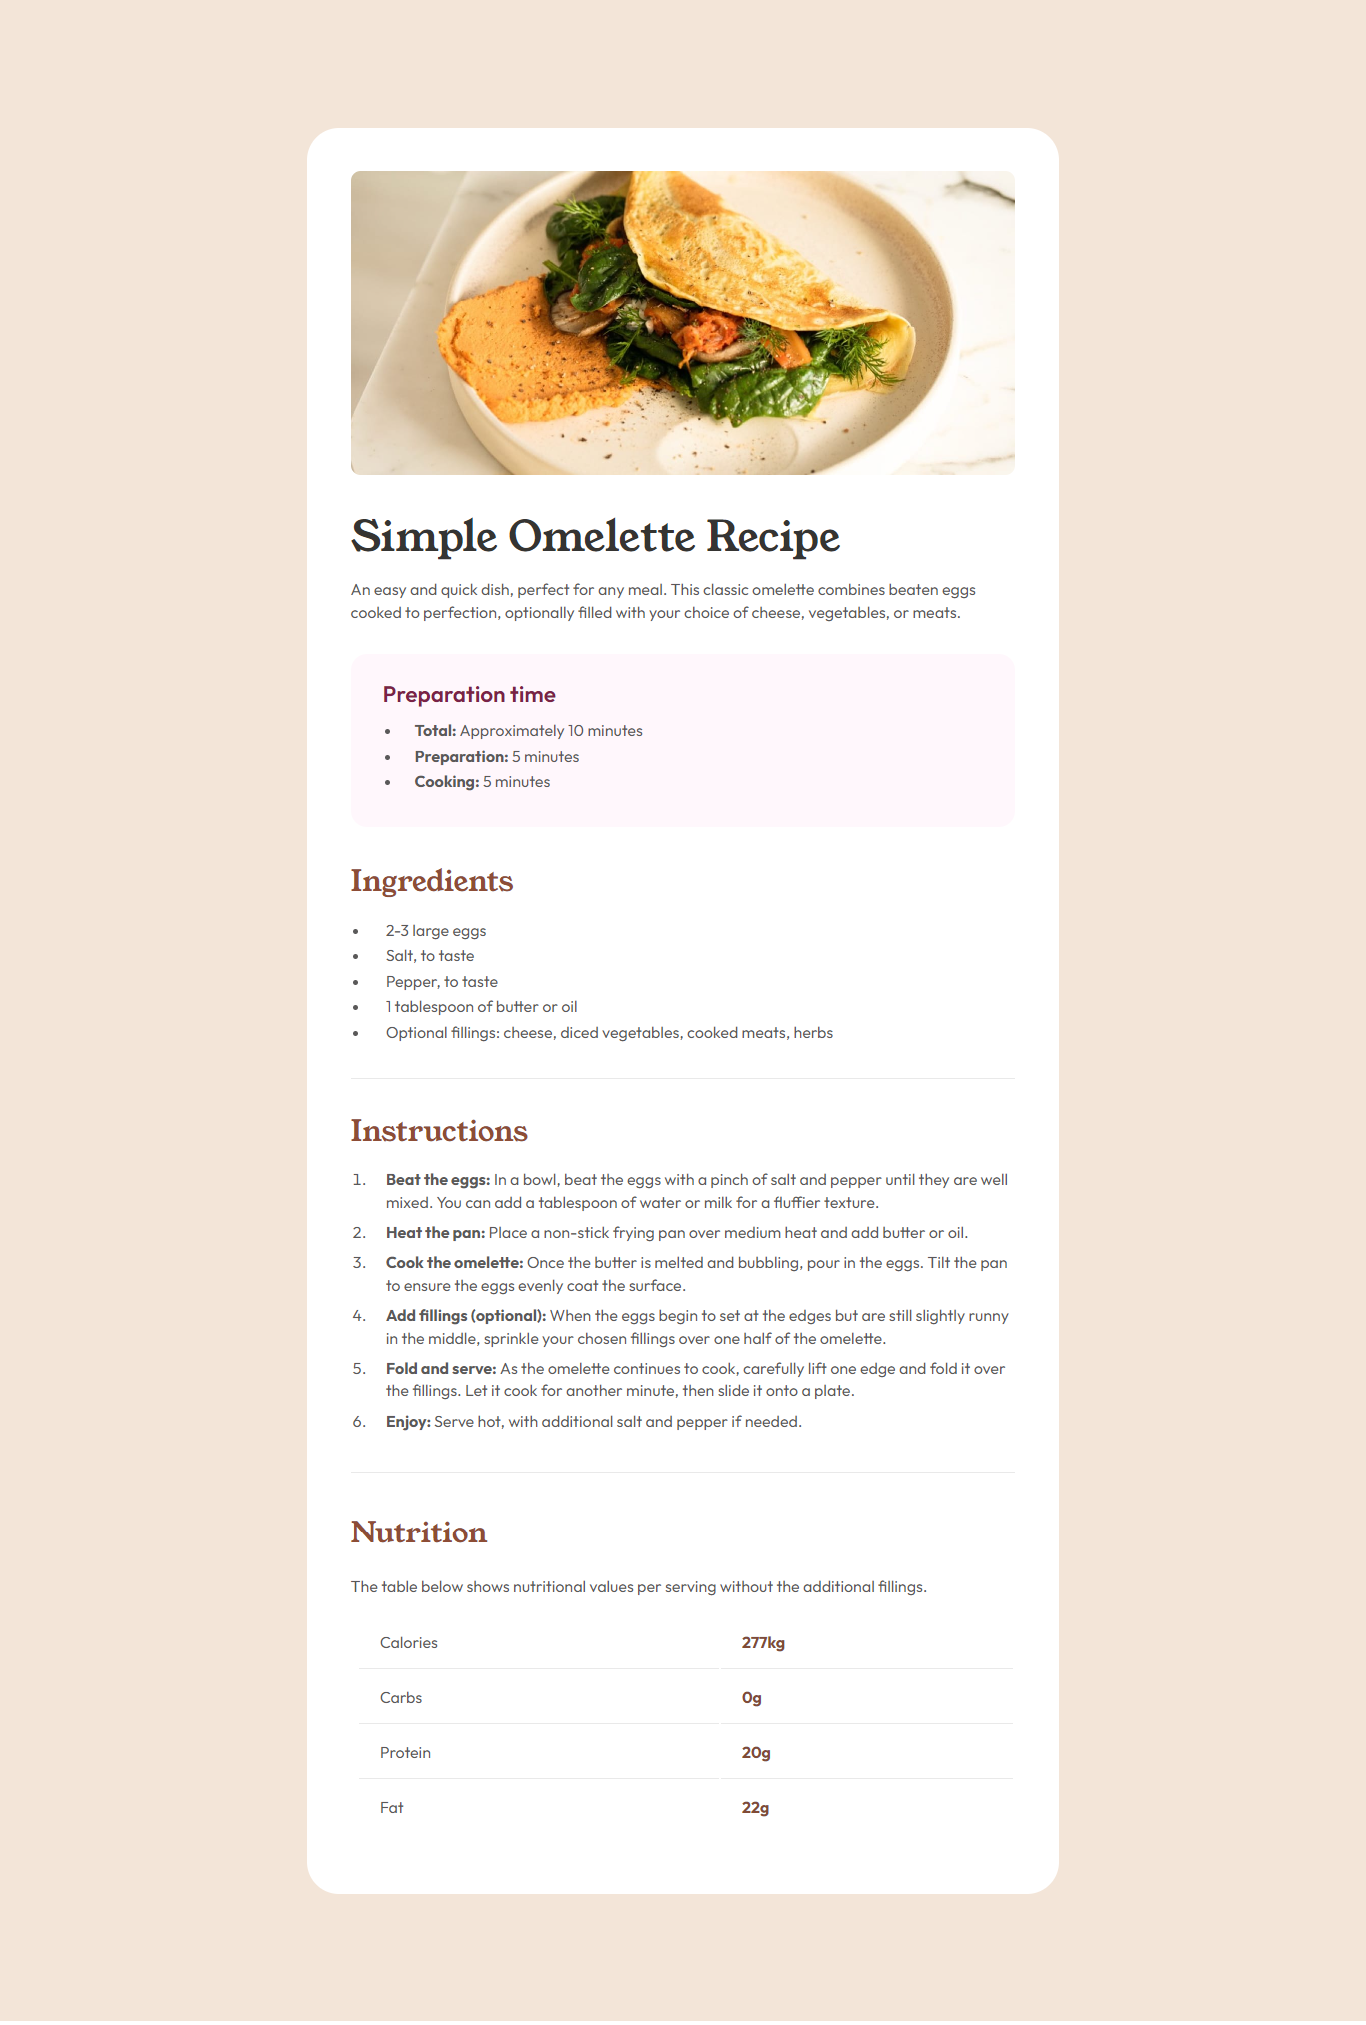 Simple Omelette Recipe
An easy and quick dish, perfect for any meal. This classic omelette combines beaten eggs
cooked to perfection, optionally filled with your choice of cheese, vegetables, or meats.
Preparation time
• Total: Approximately 10 minutes
• Preparation: 5 minutes
• Cooking: 5 minutes
Ingredients
• 2-3 large eggs
• Salt, to taste
• Pepper, to taste
• 1 tablespoon of butter or oil
• Optional fillings: cheese, diced vegetables, cooked meats, herbs
Instructions
1. Beat the eggs: In a bowl, beat the eggs with a pinch of salt and pepper until they are well
mixed. You can add a tablespoon of water or milk for a fluffier texture.
2. Heat the pan: Place a non-stick frying pan over medium heat and add butter or oil.
3. Cook the omelette: Once the butter is melted and bubbling, pour in the eggs. Tilt the pan
to ensure the eggs evenly coat the surface.
4. Add fillings (optional): When the eggs begin to set at the edges but are still slightly runny
in the middle, sprinkle your chosen fillings over one half of the omelette.
5. Fold and serve: As the omelette continues to cook, carefully lift one edge and fold it over
the fillings. Let it cook for another minute, then slide it onto a plate.
6. Enjoy: Serve hot, with additional salt and pepper if needed.
Nutrition
The table below shows nutritional values per serving without the additional fillings.
Calories 277kg
Carbs 0g
Protein 20g
Fat 22g